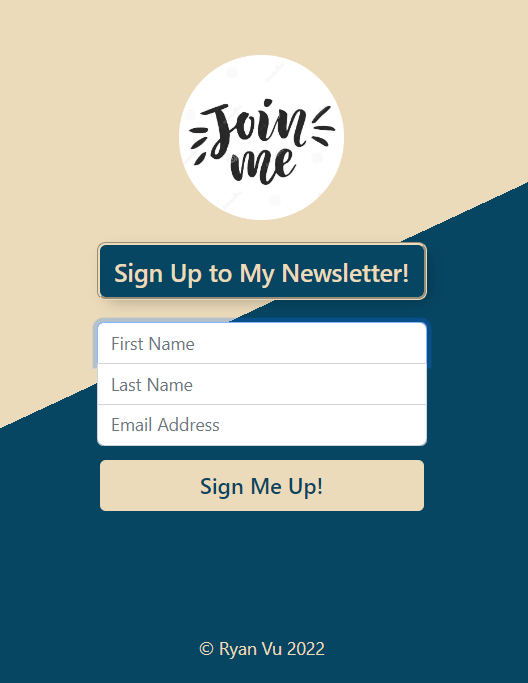 Join
me
Sign Up to My Newsletter!
First Name
Last Name
Email Address
Sign Me Up!
© Ryan Vu 2022